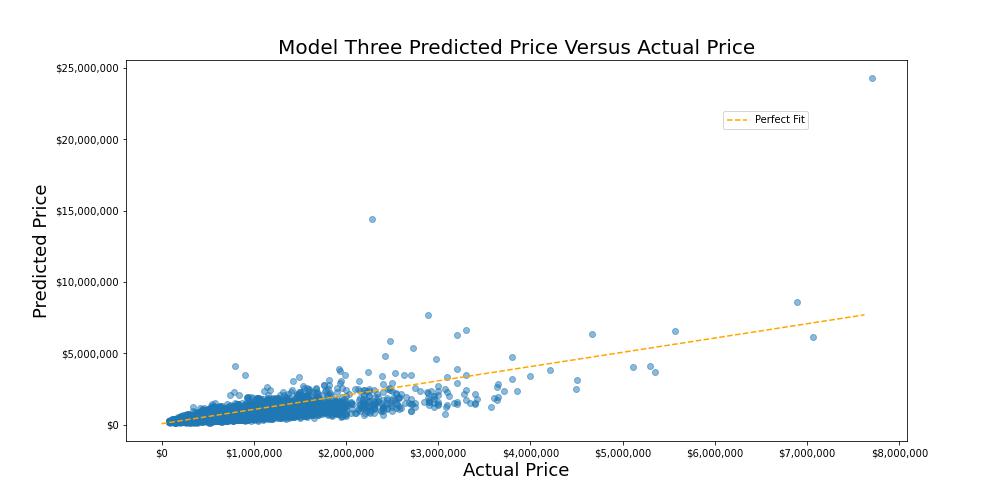 Model Three Predicted Price Versus Actual Price
$25,000,000
$20,000,000
$15,000,000
$10,000,000
$5,000,000
$0
Predicted Price
Perfect Fit
$0 $1,000,000 $2,000,000 $3,000,000 $4,000,000 $5,000,000 $6,000,000 $7,000,000 $8,000,000
Actual Price